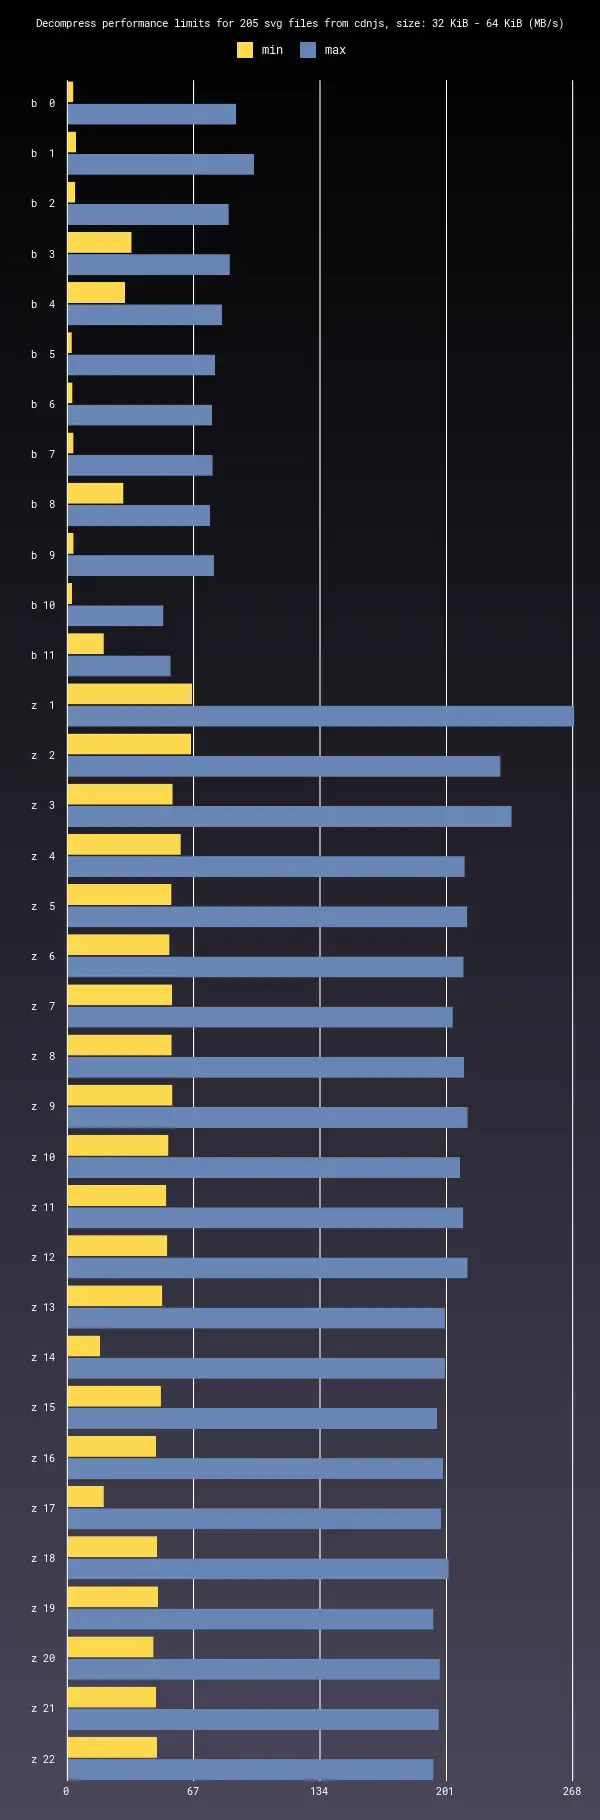 Decompress performance limits for 205 svg files from cdnjs, size: 32 KiB - 64 KiB (MB/s)
min max
b 0
b 1
b 2
b 3
b 4
b 5
b 6
b 7
b 8
b 9
b 10
b 11
z 1
z 2
z 3
z 4
z 5
z 6
z 7
z 8
z 9
z 10
z 11
z 12
z 13
z 14
z 15
z 16
z 17
z 18
z 19
z 20
z 21
z 22
0 67 134 201 268